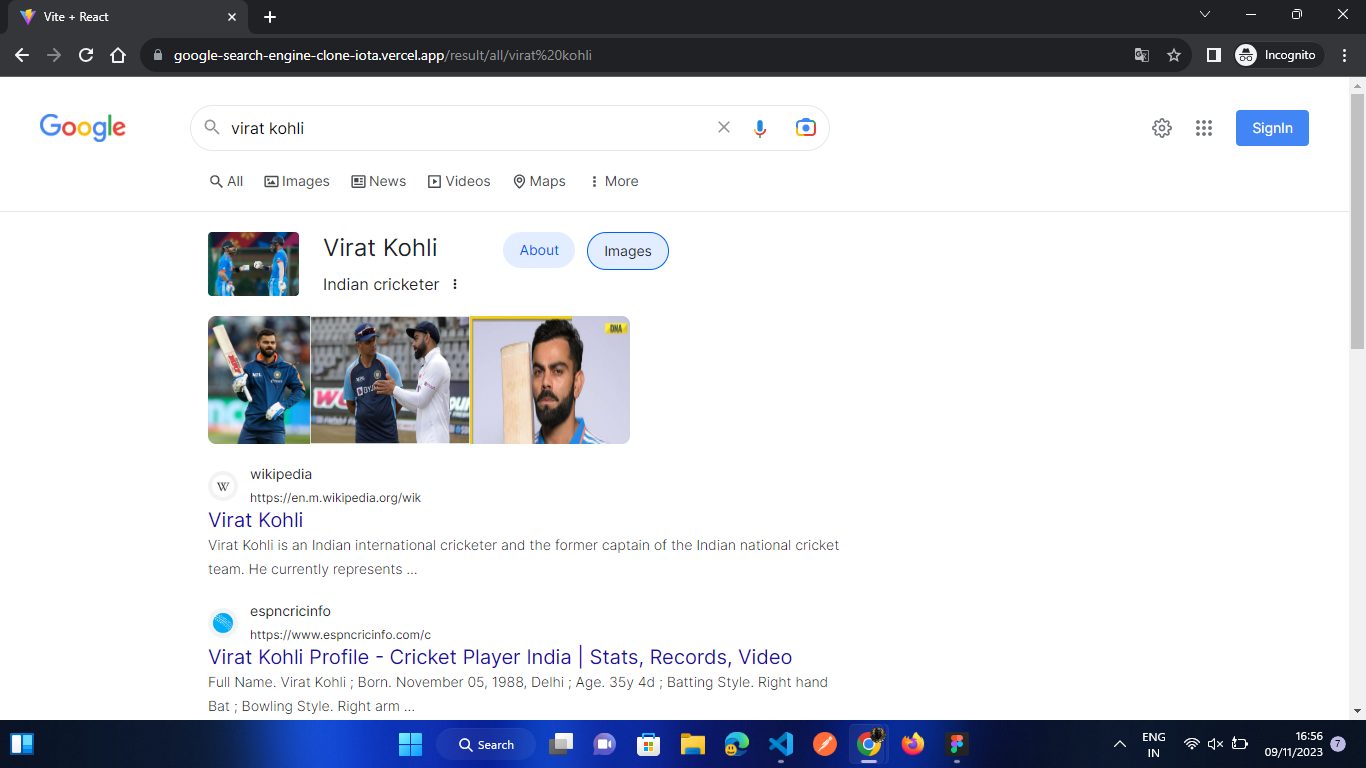 Vite + React
google-search-engine-clone-iota.vercel.app/result/all/virat%20kohli
Incognito
Google
virat kohli
SignIn
All
Images
News
Videos
Maps
More
Virat Kohli
About
Images
Indian cricketer
DNA
wikipedia
W
https://en.m.wikipedia.org/wik
Virat Kohli
Virat Kohli is an Indian international cricketer and the former captain of the Indian national cricket
team. He currently represents ...
espncricinfo
https://www.espncricinfo.com/c
Virat Kohli Profile - Cricket Player India | Stats, Records, Video
Full Name. Virat Kohli ; Born. November 05, 1988, Delhi ; Age. 35y 4d ; Batting Style. Right hand
Bat ; Bowling Style. Right arm ...
Search
ENG
IN
16:56
09/11/2023
7